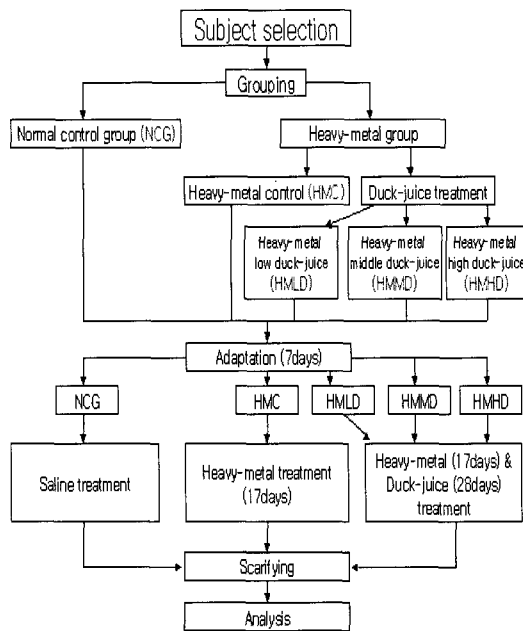 Subject selection
Grouping
Normal control group (NCG)
Heavy-metal group
Heavy-metal control (HMC)
Duck-juice treatment
Heavy-metal
low duck-juice
(HMLD)
Heavy-metal
middle duck-juice
(HMMD)
Heavy-metal
high duck-juice
(HMHD)
Adaptation (7days)
NCG
HMC
HMLD
HMMD
HMHD
Saline treatment
Heavy-metal treatment
(17days)
Heavy-metal (17days) &
Duck-juice (28days)
treatment
Scarifying
Analysis